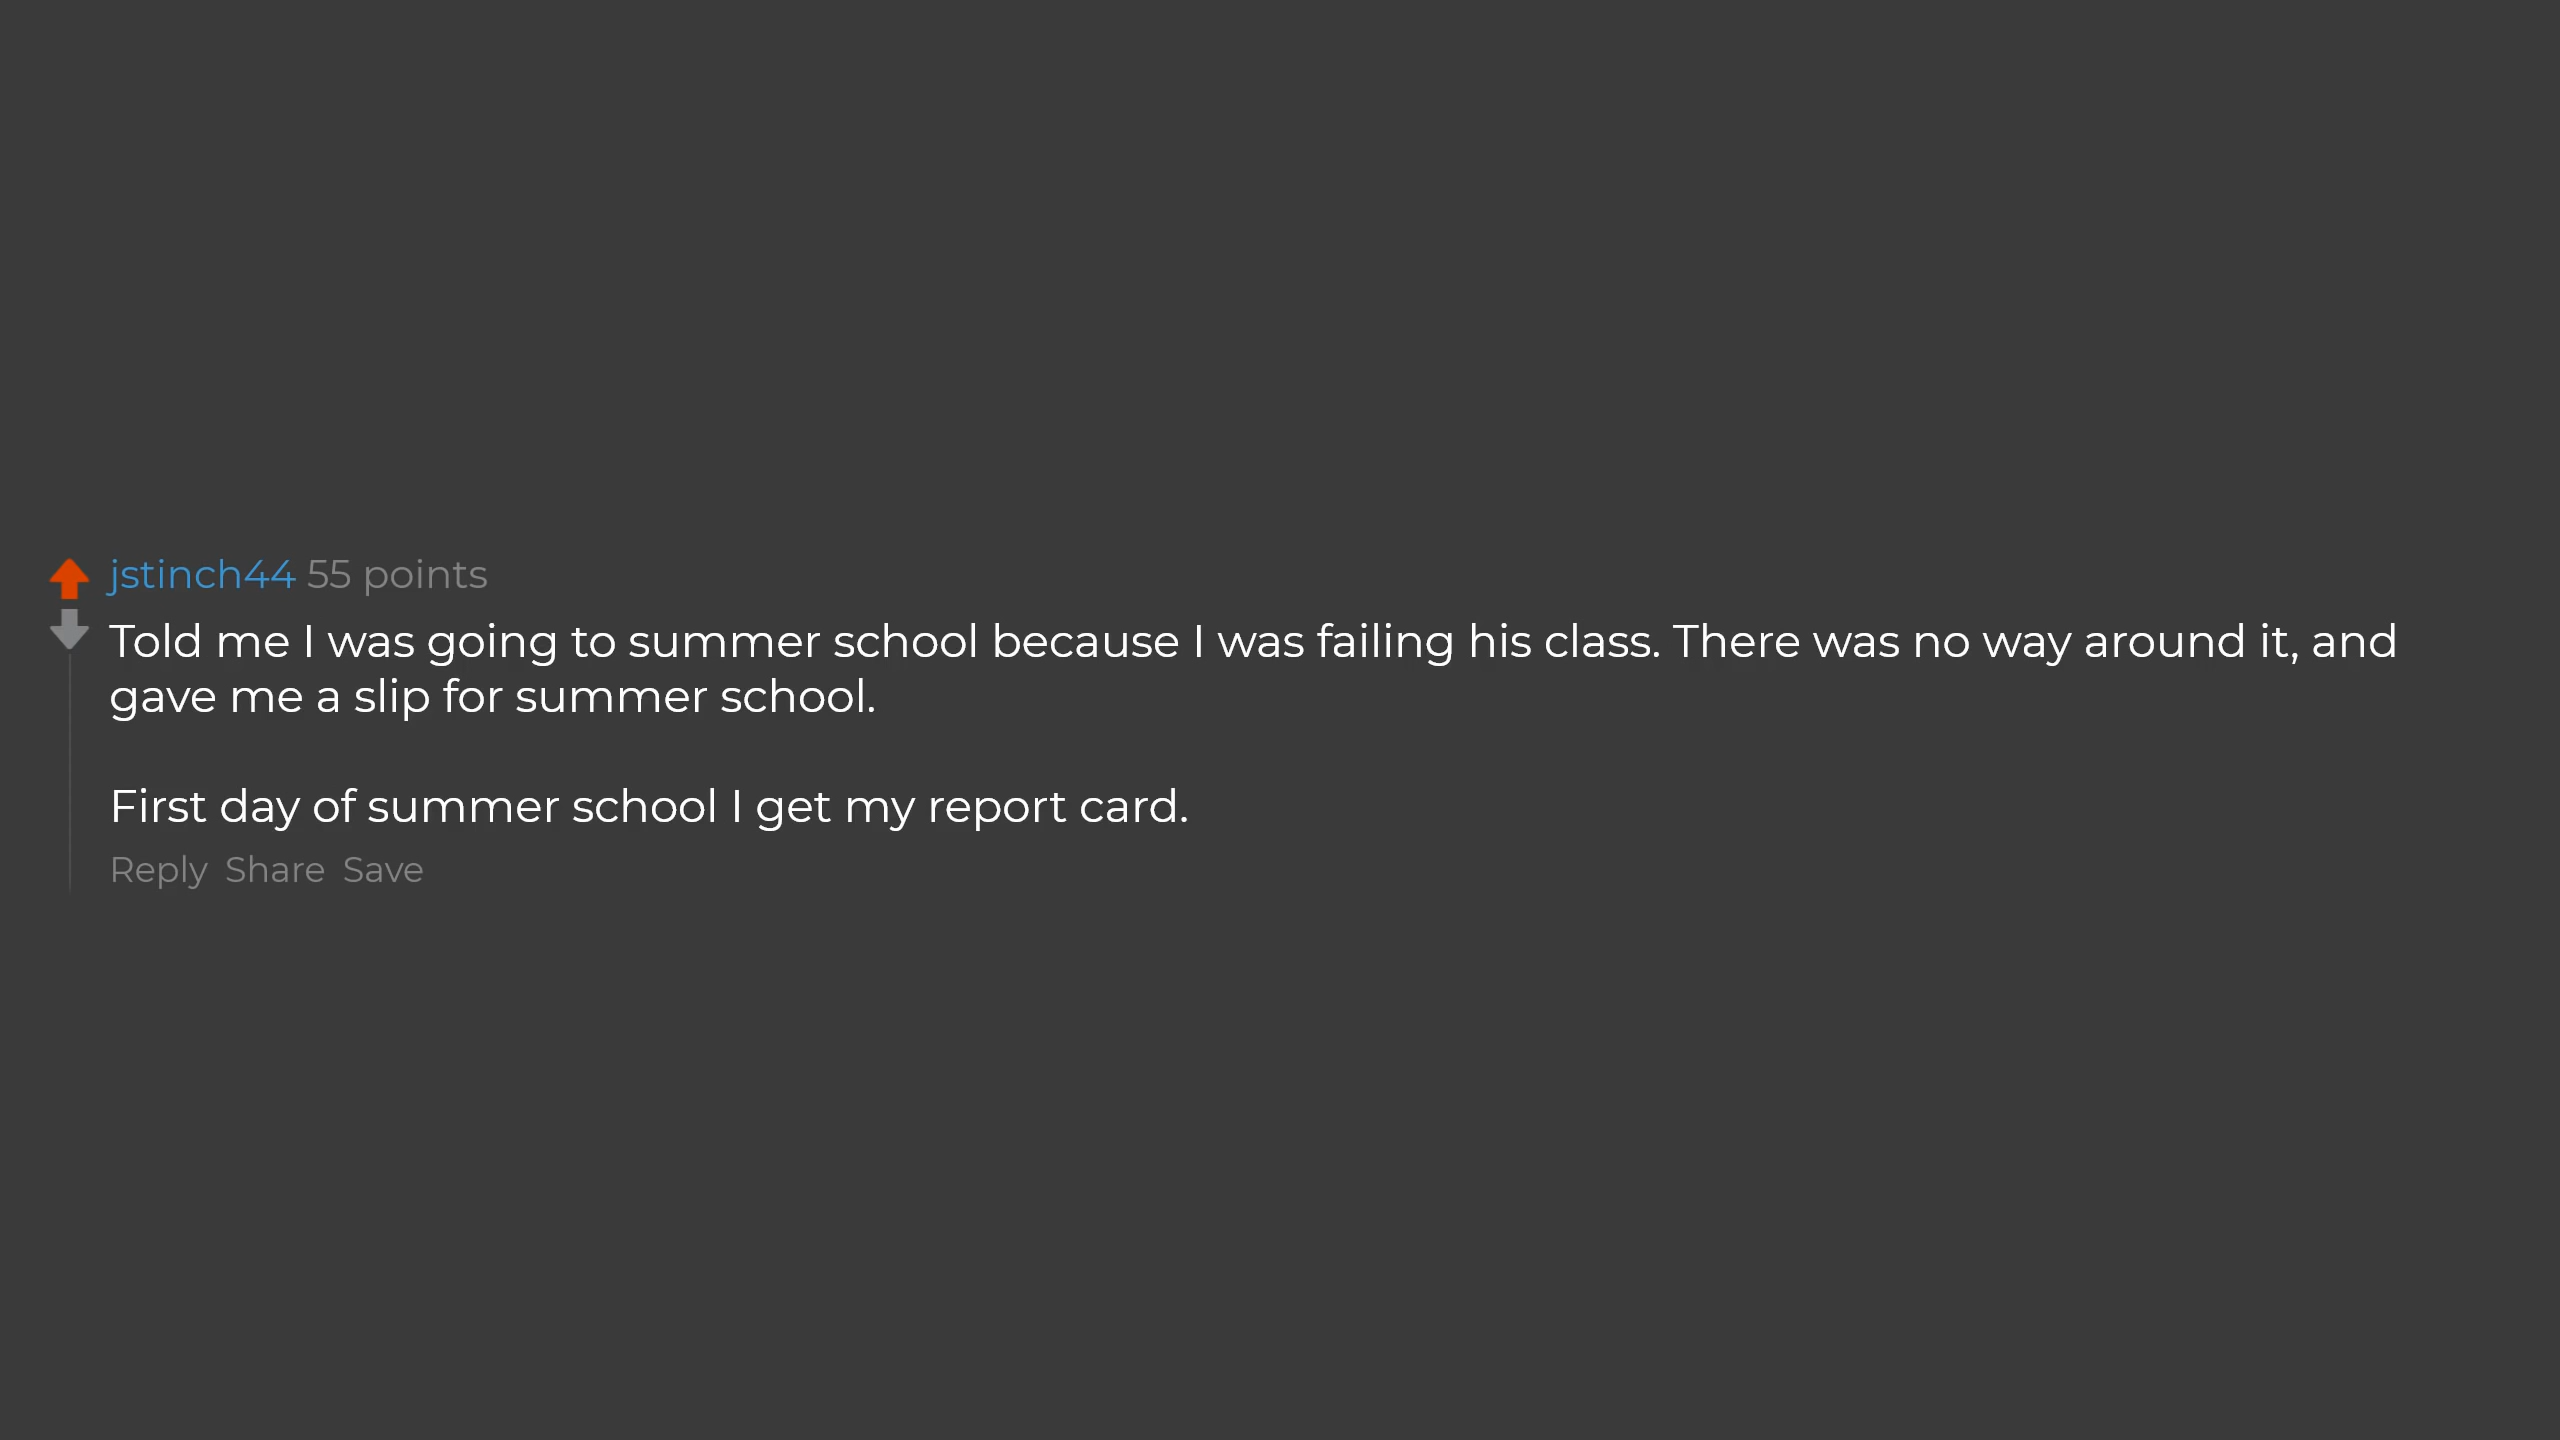 jstinch44 55 points
Told me I was going to summer school because I was failing his class. There was no way around it, and
gave me a slip for summer school.
First day of summer school I get my report card.
Reply Share Save